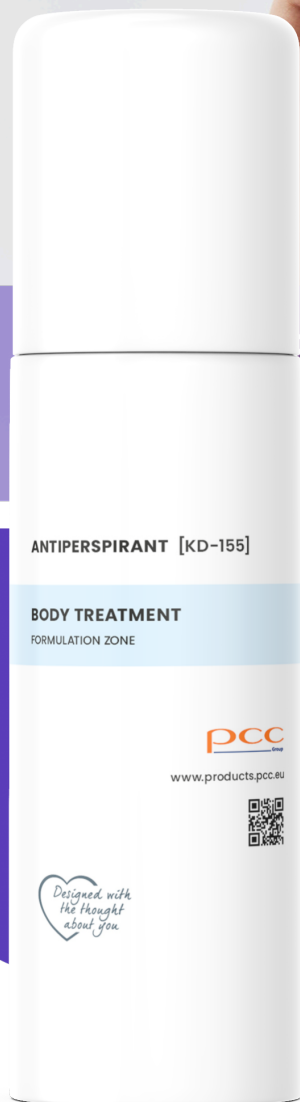 ANTIPERSPIRANT [KD-155]
BODY TREATMENT
FORMULATION ZONE
pcc
Group
www.products.pcc.eu
Designed with
the thought
about you